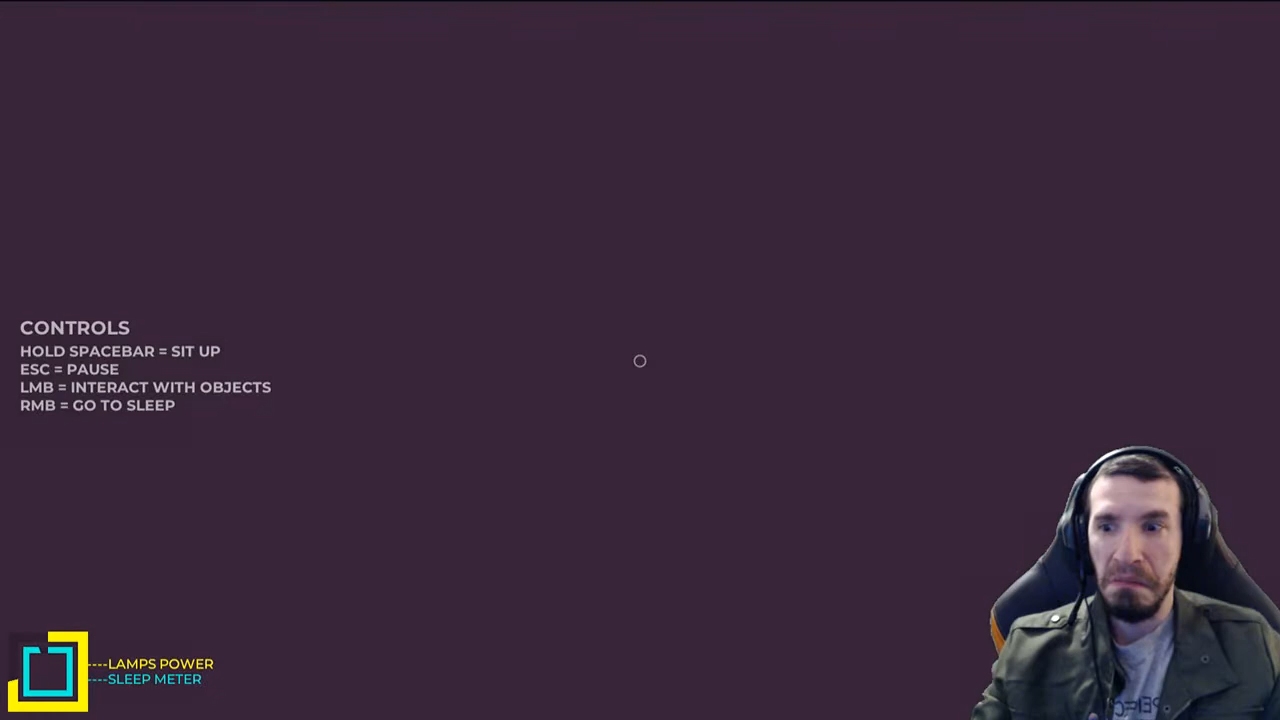 CONTROLS
HOLD SPACEBAR = SIT UP
ESC = PAUSE
LMB = INTERACT WITH OBJECTS
RMB = GO TO SLEEP
----LAMPS POWER
----SLEEP METER